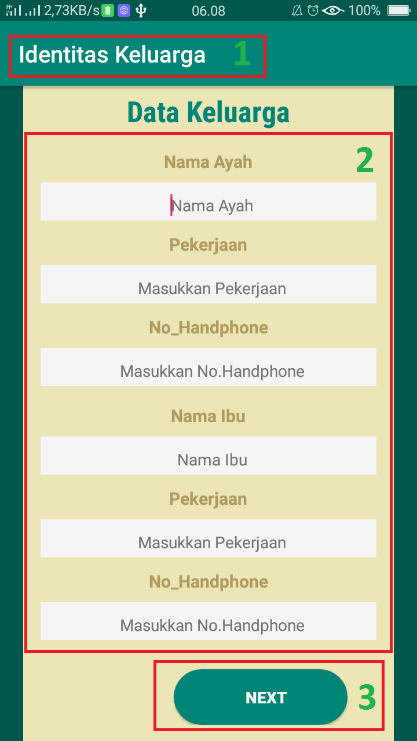 2,73KB/s 06.08 100%
Identitas Keluarga 1
Data Keluarga
Nama Ayah 2
Nama Ayah
Pekerjaan
Masukkan Pekerjaan
No_Handphone
Masukkan No.Handphone
Nama Ibu
Nama Ibu
Pekerjaan
Masukkan Pekerjaan
No_Handphone
Masukkan No.Handphone
NEXT 3